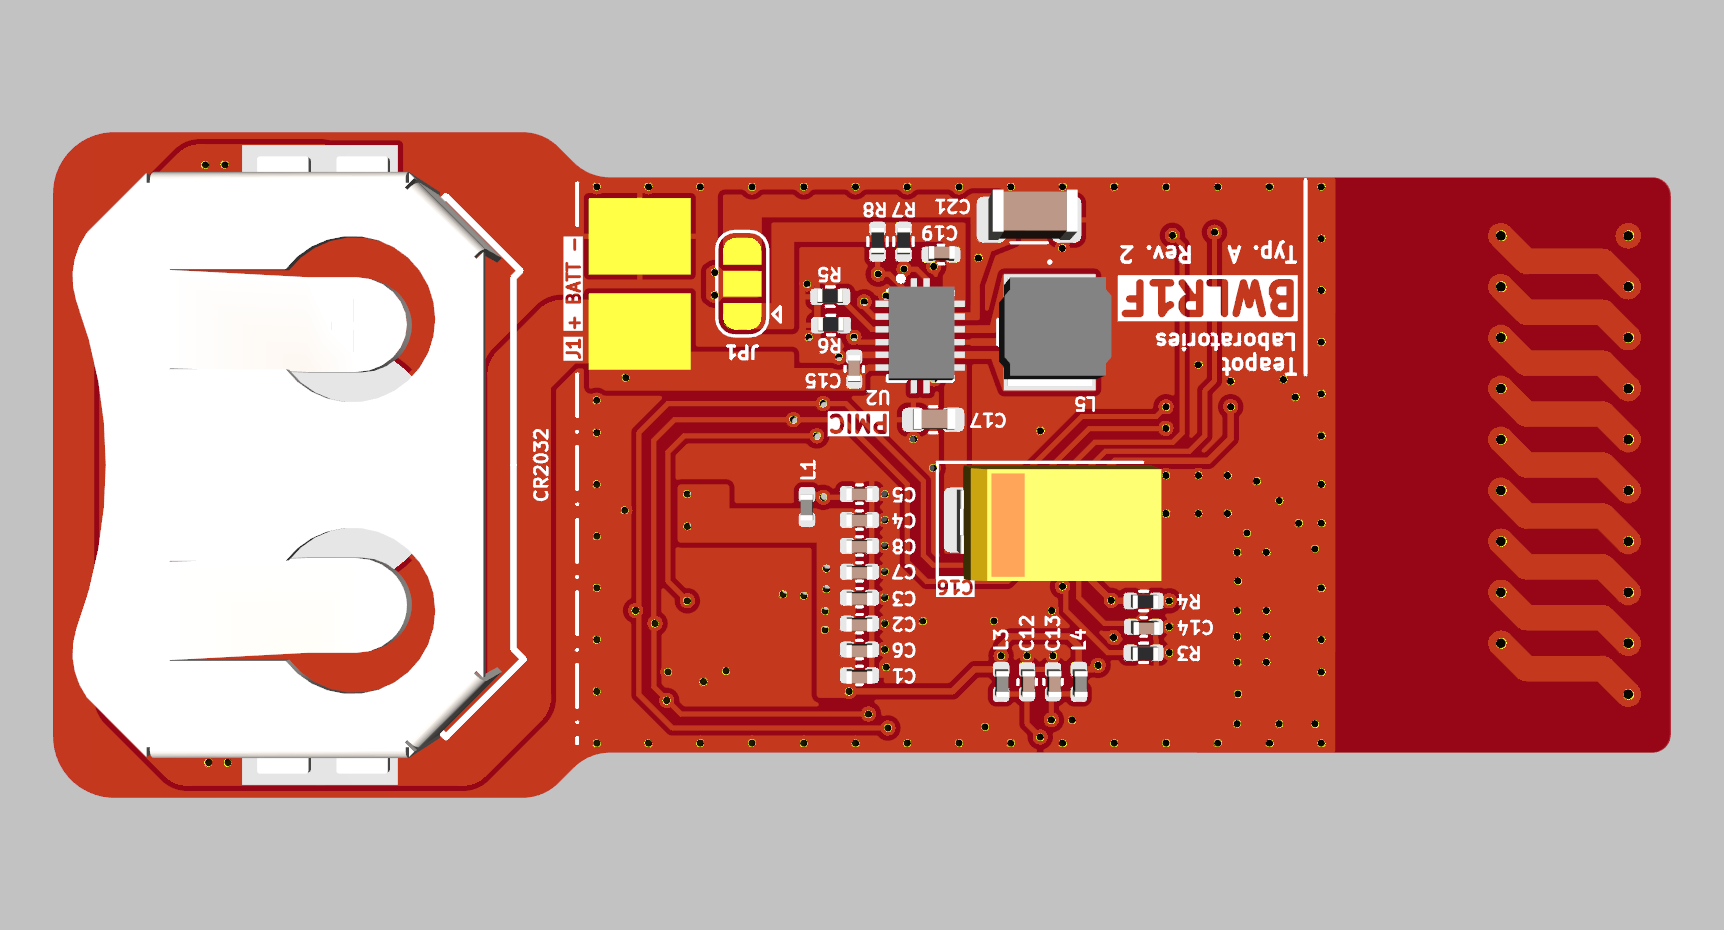 CR2032
J1 + BATT -
JP1
R8 R7
C21
C19
R5
R6
C15
U2
PMIC
C17
L5
Typ. A Rev. 2
BWLR1F
Teapot
Laboratories
L1
C5
C4
C8
C7
C3
C2
C6
C1
C16
L3
C12
C13
L4
R4
C14
R3